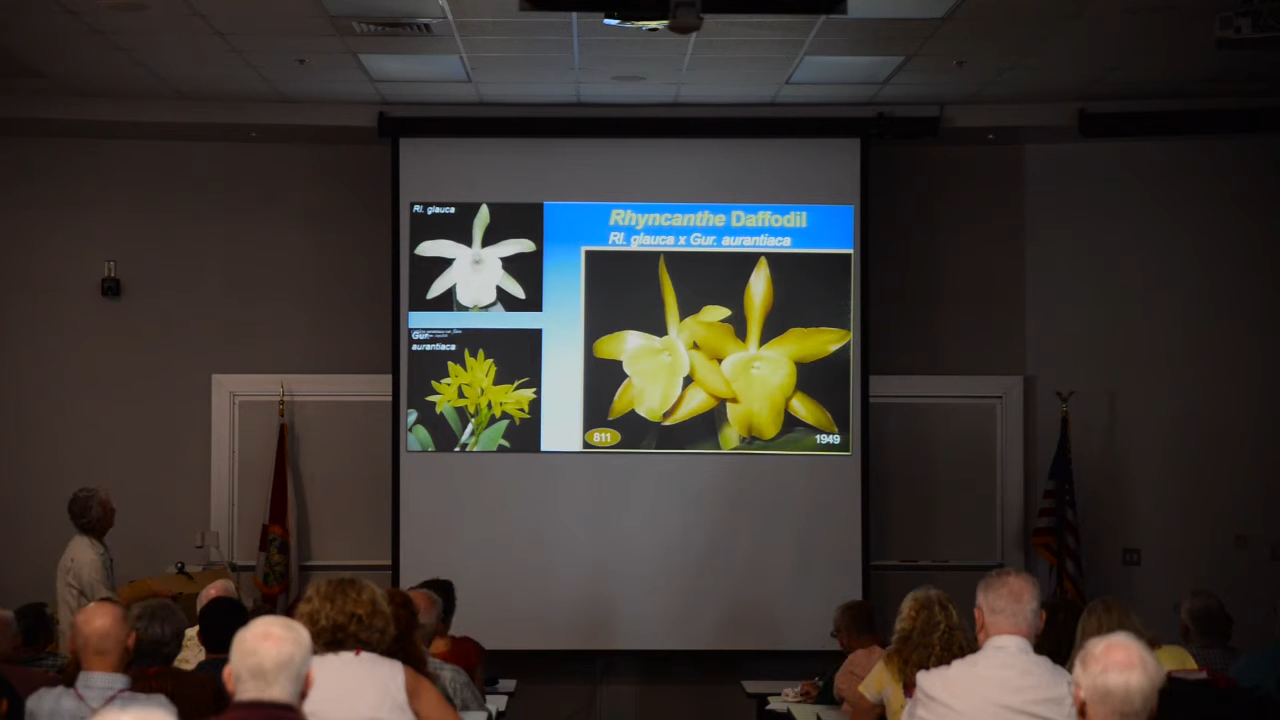 Rl. glauca
Rhyncanthe Daffodil
Rl. glauca x Gur. aurantiaca
Gur.
aurantiaca
811
1949